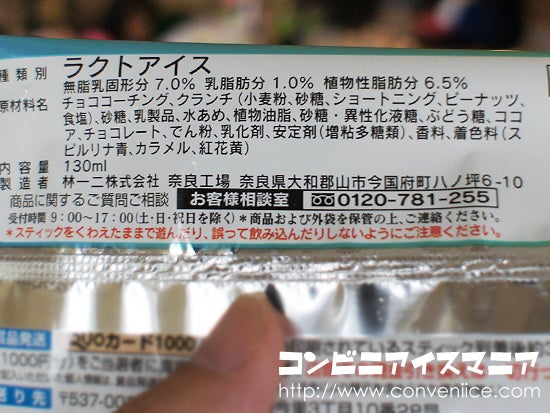 種類別 ラクトアイス
無脂乳固形分 7.0% 乳脂肪分 1.0% 植物性脂肪分 6.5%
原材料名 チョココーチング、クランチ(小麦粉、砂糖、ショートニング、ピーナッツ、
食塩)、砂糖、乳製品、水あめ、植物油脂、砂糖・異性化液糖、ぶどう糖、ココ
ア、チョコレート、でん粉、乳化剤、安定剤(増粘多糖類)、香料、着色料(ス
ピルリナ青、カラメル、紅花黄)
内容量 130ml
製造者 林一二株式会社 奈良工場 奈良県大和郡山市今国府町八ノ坪6-10
商品に関するご質問ご相談 お客様相談室 0120-781-255
受付時間 9:00〜17:00(土・日・祝日を除く)*商品および外袋を保管の上、ご連絡ください。
*スティックをくわえたままで遊んだり、誤って飲み込んだりしないようにご注意ください。
QUOカード1000
1000円)をご当選者に
〒537-00
コンビニアイスマニア
http://www.conveniice.com/